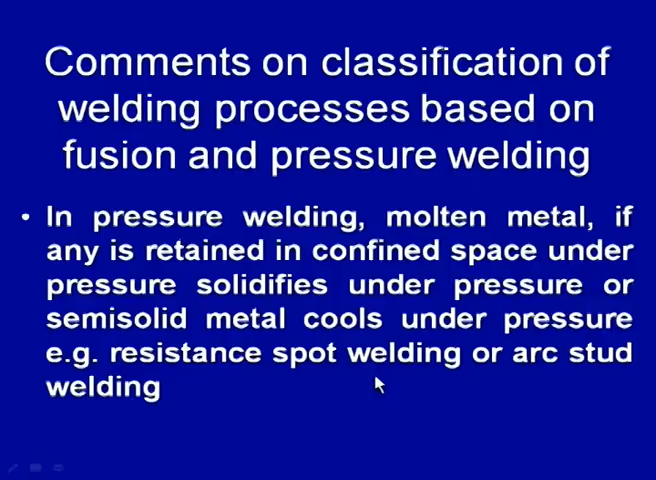 Comments on classification of
welding processes based on
fusion and pressure welding
• In pressure welding, molten metal, if
any is retained in confined space under
pressure solidifies under pressure or
semisolid metal cools under pressure
e.g. resistance spot welding or arc stud
welding